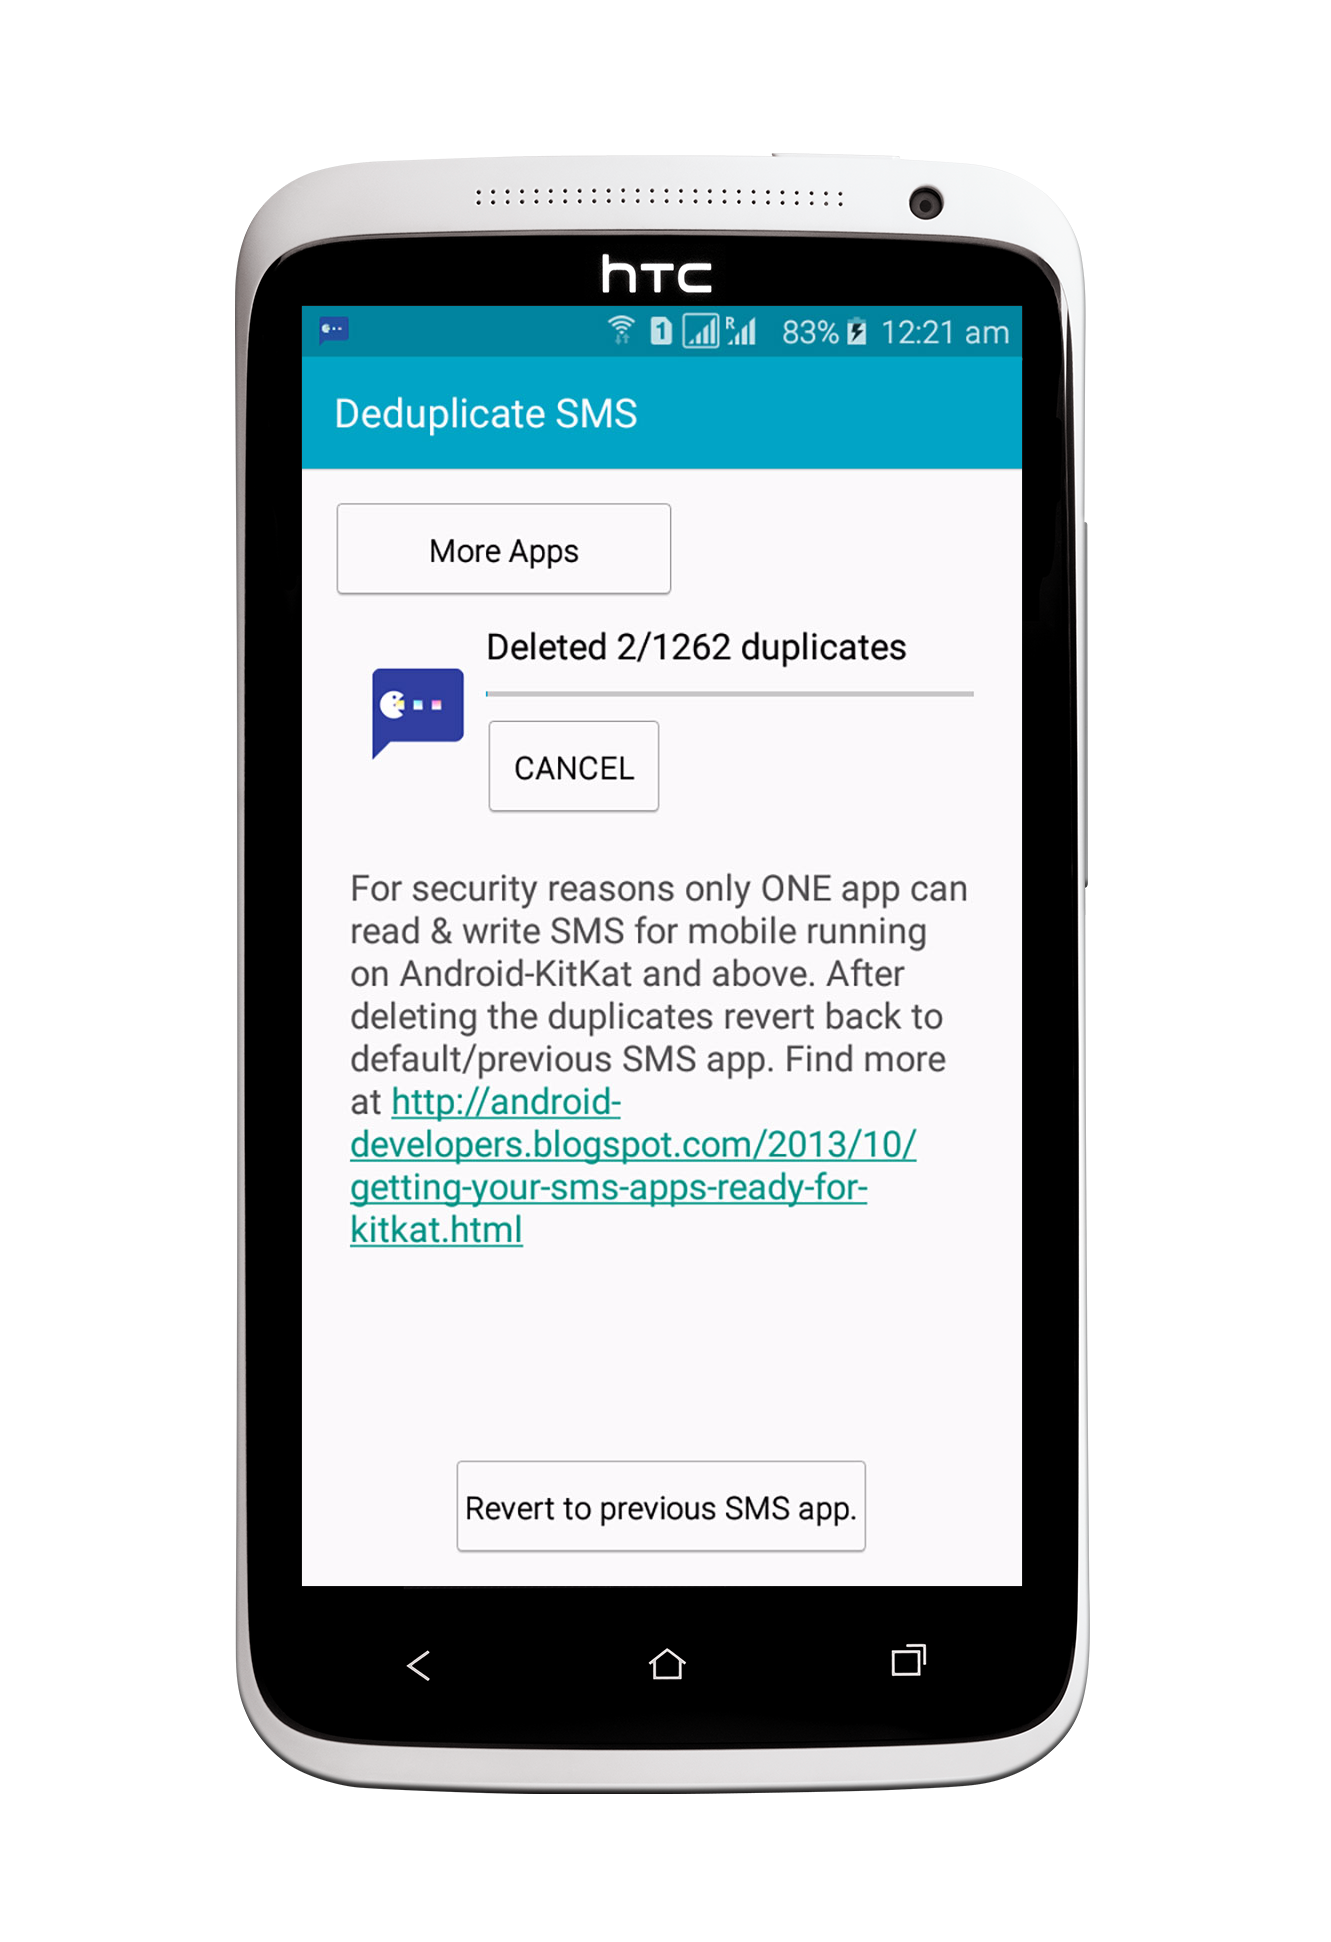 hTC
1 R 83% 12:21 am
Deduplicate SMS
More Apps
Deleted 2/1262 duplicates
CANCEL
For security reasons only ONE app can
read & write SMS for mobile running
on Android-KitKat and above. After
deleting the duplicates revert back to
default/previous SMS app. Find more
at http://android-
developers.blogspot.com/2013/10/
getting-your-sms-apps-ready-for-
kitkat.html
Revert to previous SMS app.